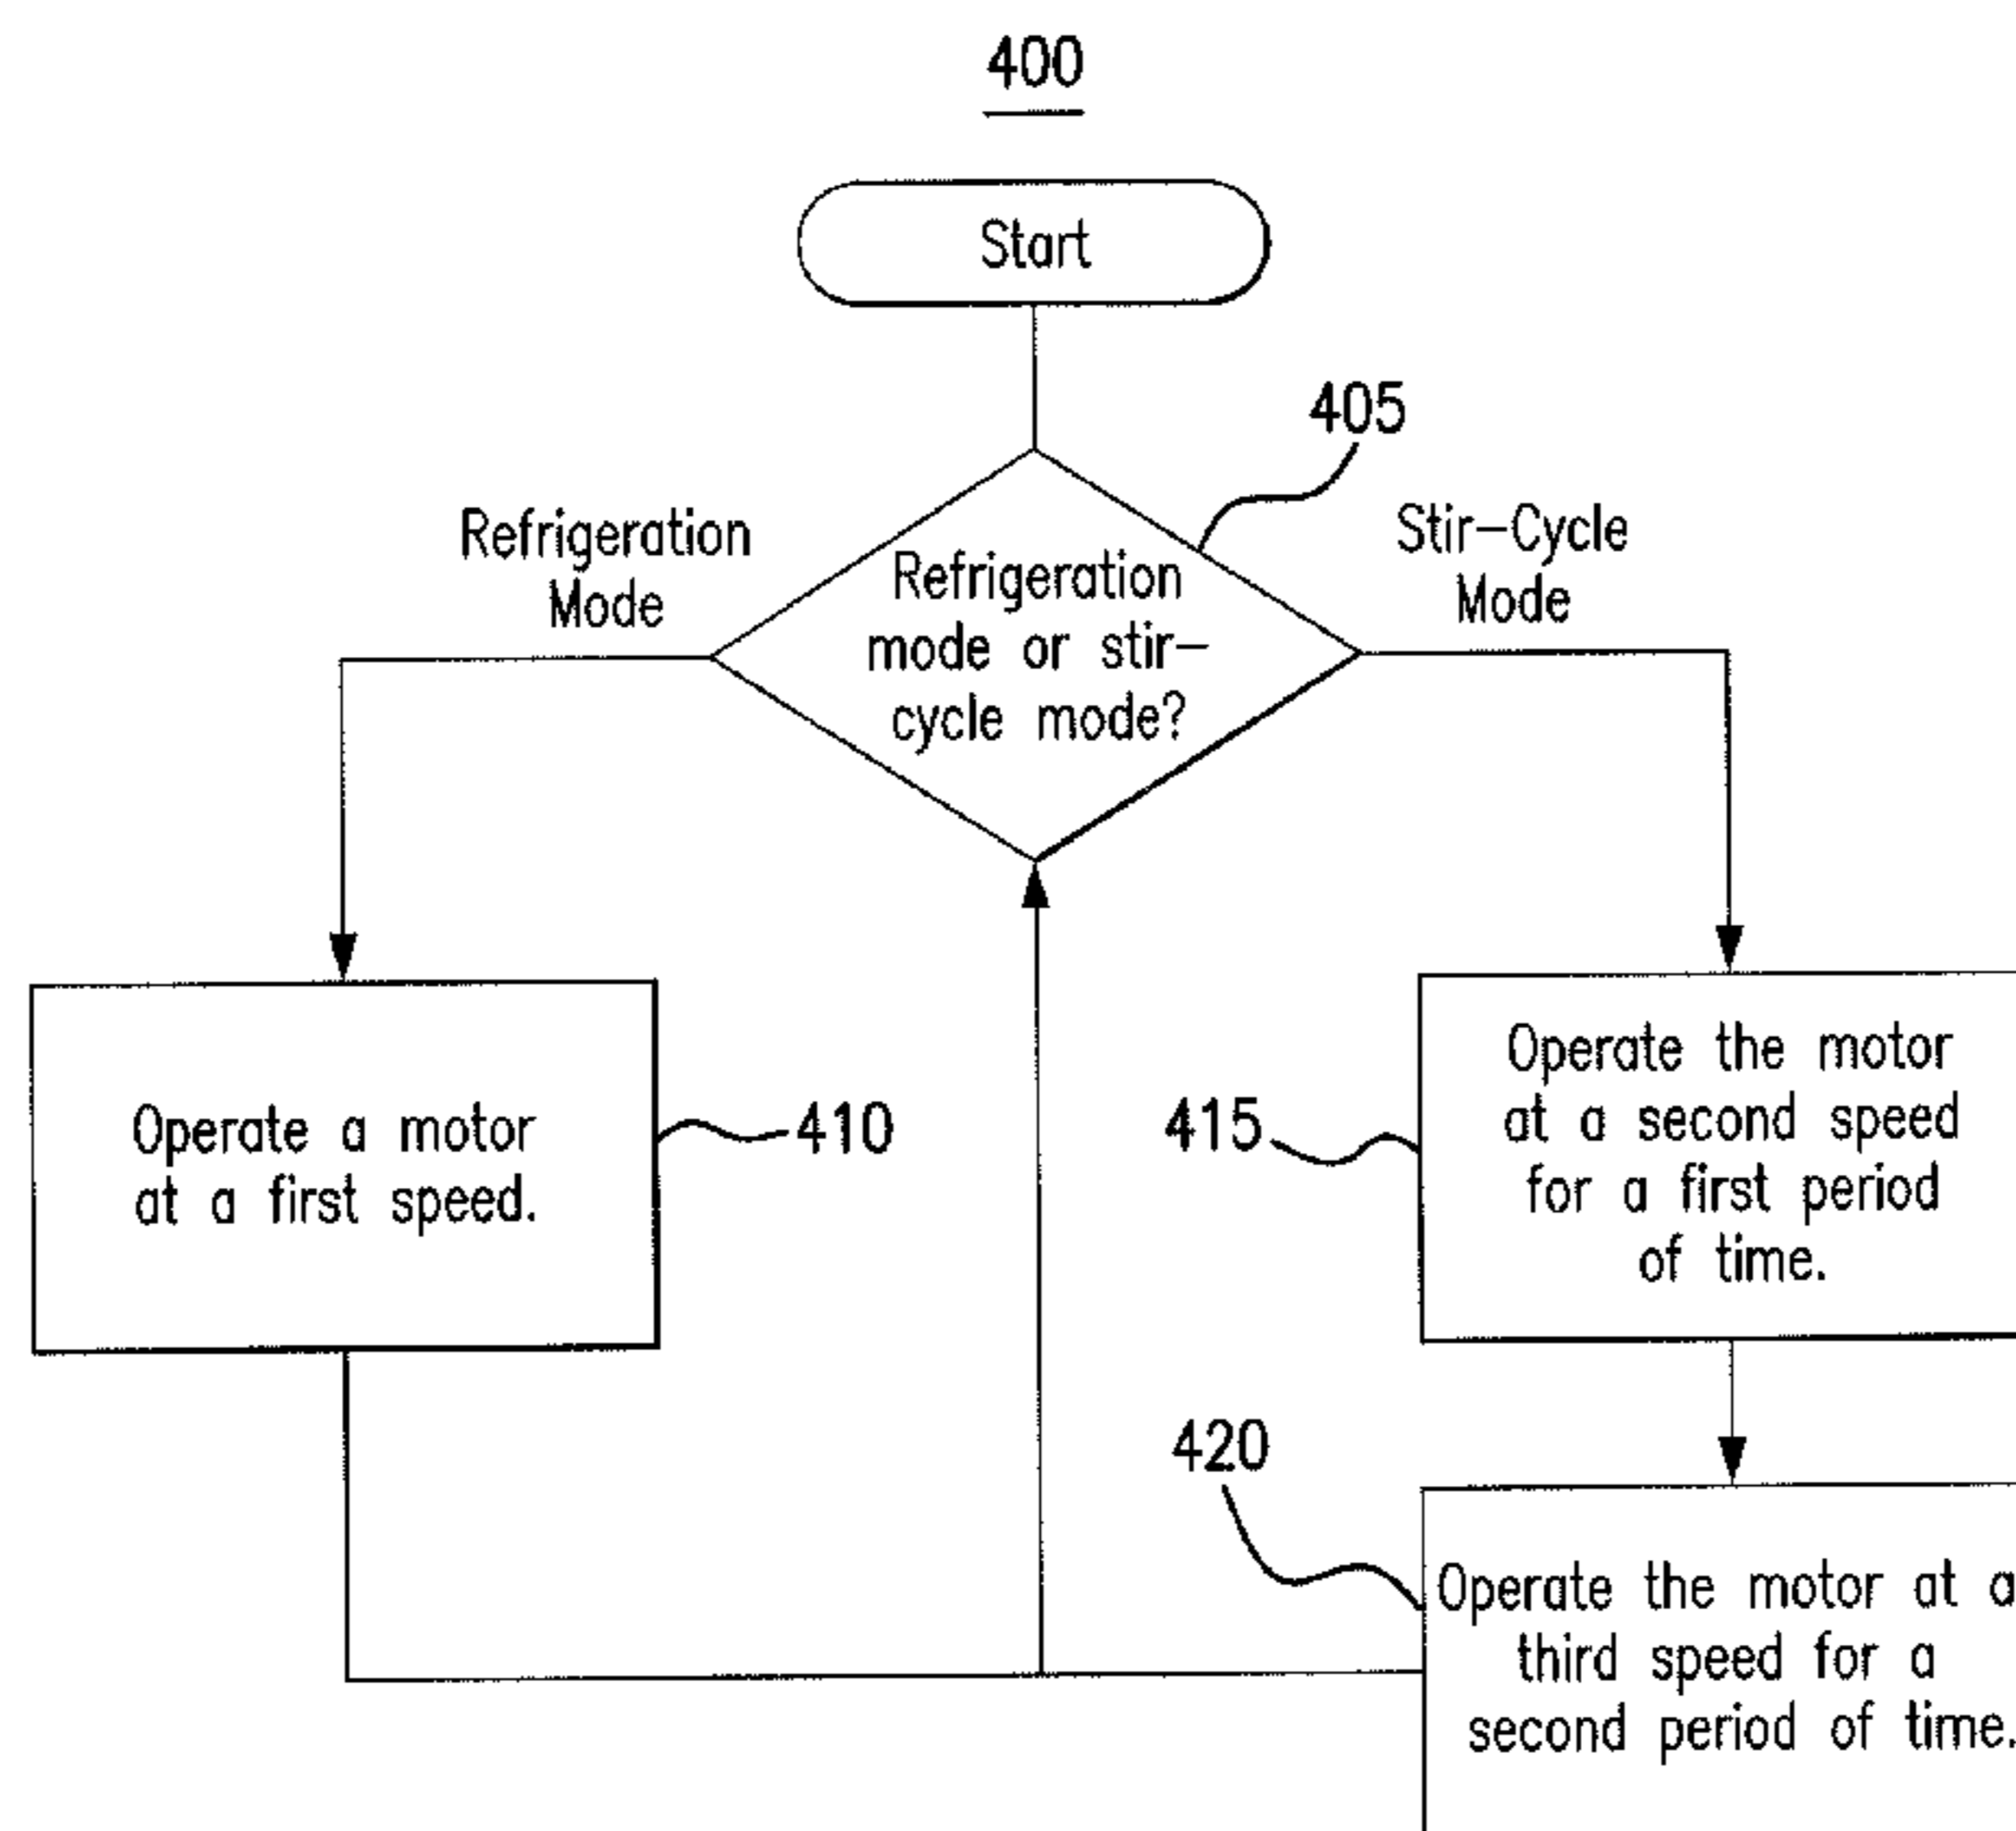 400
Start
405
Refrigeration
Mode
Refrigeration
mode or stir-
cycle mode?
Stir-Cycle
Mode
Operate a motor
at a first speed.
410
415
Operate the motor
at a second speed
for a first period
of time.
420
Operate the motor at a
third speed for a
second period of time.